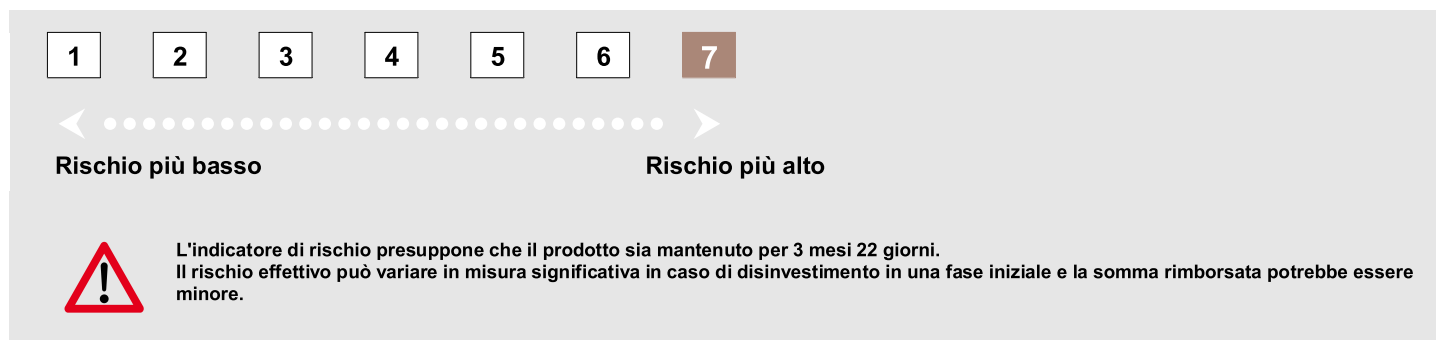 1 2 3 4 5 6 7
Rischio più basso Rischio più alto
L'indicatore di rischio presuppone che il prodotto sia mantenuto per 3 mesi 22 giorni.
Il rischio effettivo può variare in misura significativa in caso di disinvestimento in una fase iniziale e la somma rimborsata potrebbe essere
minore.